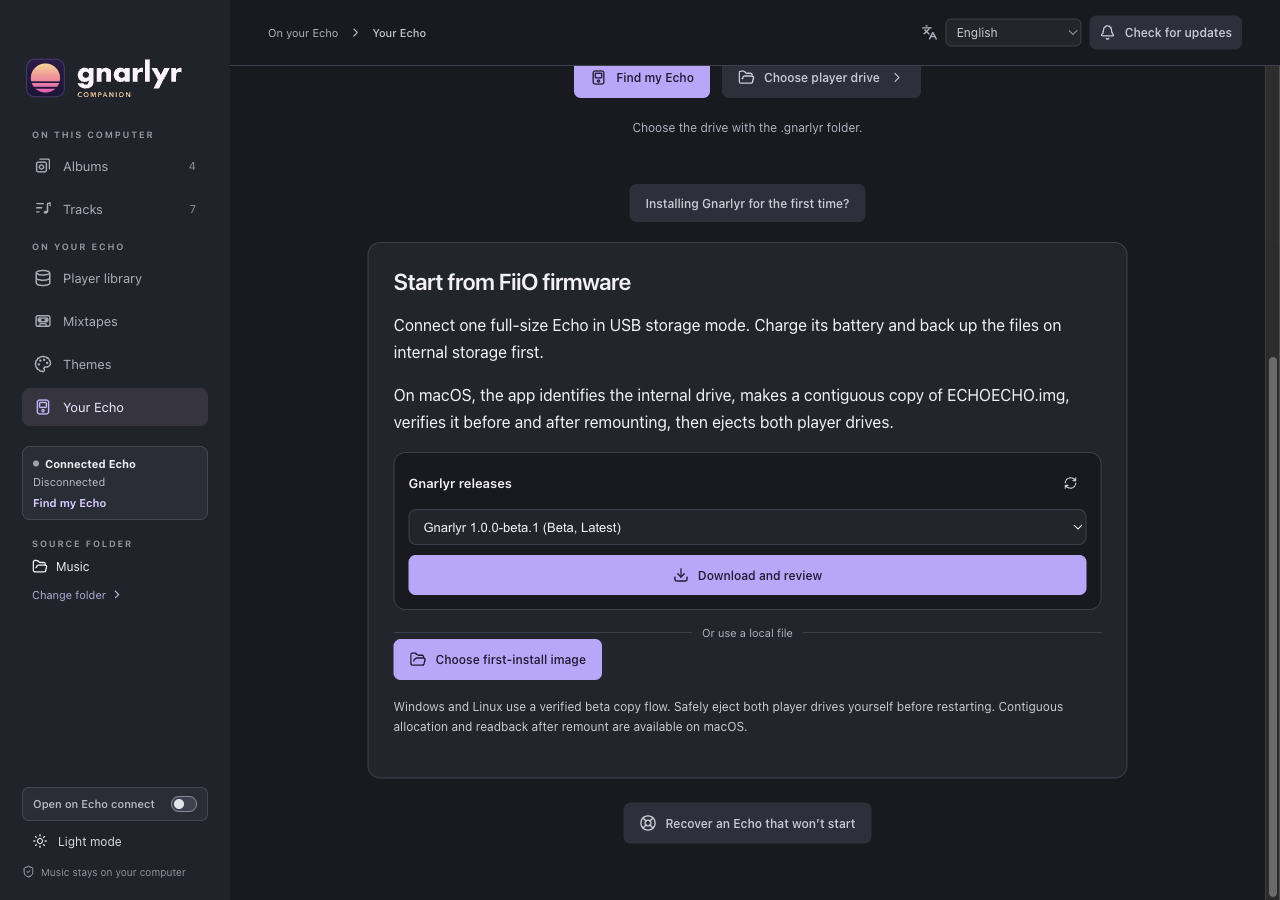 gnarlyr
COMPANION
ON THIS COMPUTER
Albums 4
Tracks 7
ON YOUR ECHO
Player library
Mixtapes
Themes
Your Echo
Connected Echo
Disconnected
Find my Echo
SOURCE FOLDER
Music
Change folder
Open on Echo connect
Light mode
Music stays on your computer
On your Echo Your Echo
English
Check for updates
Find my Echo
Choose player drive
Choose the drive with the .gnarlyr folder.
Installing Gnarlyr for the first time?
Start from FiiO firmware
Connect one full-size Echo in USB storage mode. Charge its battery and back up the files on
internal storage first.
On macOS, the app identifies the internal drive, makes a contiguous copy of ECHOECHO.img,
verifies it before and after remounting, then ejects both player drives.
Gnarlyr releases
Gnarlyr 1.0.0-beta.1 (Beta, Latest)
Download and review
Or use a local file
Choose first-install image
Windows and Linux use a verified beta copy flow. Safely eject both player drives yourself before restarting. Contiguous
allocation and readback after remount are available on macOS.
Recover an Echo that won’t start